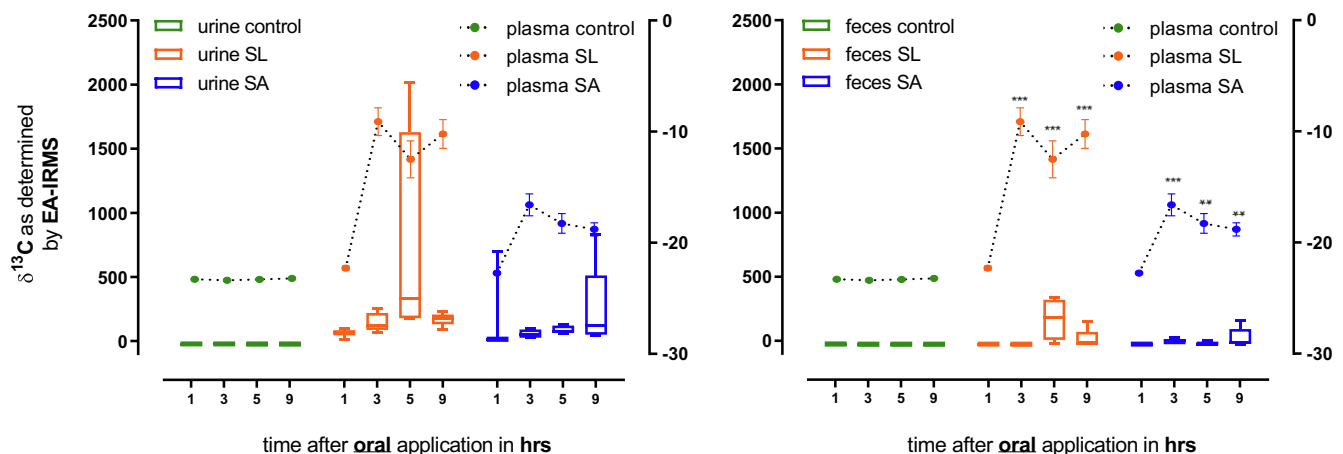 2500
2000
1500
1000
500
0
δ ¹³C as determined
by EA-IRMS
urine control
urine SL
urine SA
plasma control
plasma SL
plasma SA
0
-10
-20
-30
1 3 5 9 1 3 5 9 1 3 5 9
time after oral application in hrs
2500
2000
1500
1000
500
0
feces control
feces SL
feces SA
plasma control
plasma SL
plasma SA
*** *** ***
*** ** **
0
-10
-20
-30
1 3 5 9 1 3 5 9 1 3 5 9
time after oral application in hrs